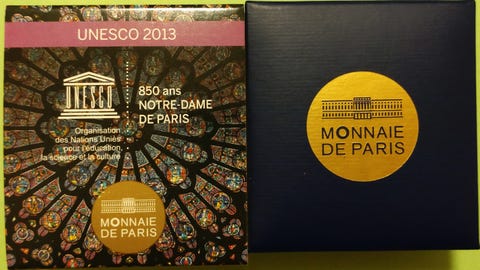 UNESCO 2013
850 ans
NOTRE-DAME
DE PARIS
UNESCO
Organisation
des Nations Unies
pour l'éducation,
la science et la culture
MONNAIE
DE PARIS
MONNAIE
DE PARIS